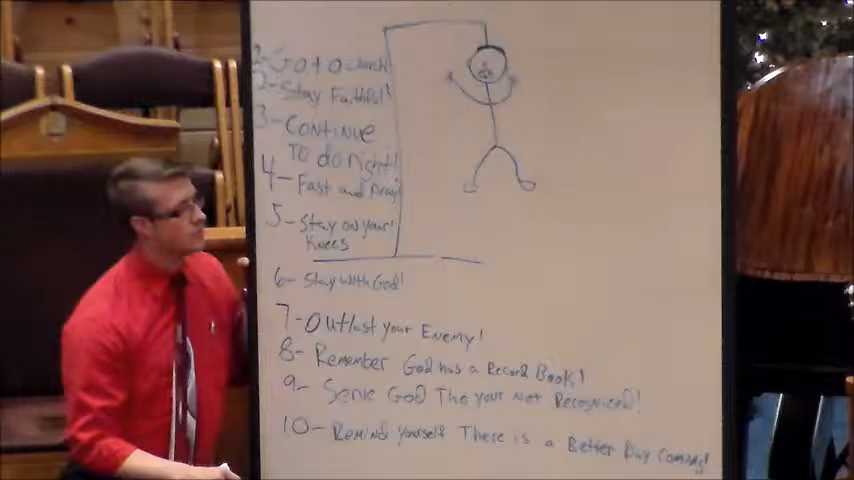 2-Go to church
2-Stay Faithful!
3-Continue
To do right!
4-Fast and Pray
5-Stay on your
Knees
6-Stay with God!
7-Outlast your Enemy!
8-Remember God has a Record Book!
9-Serve God Tho your Not Recognized!
10-Remind yourself There is a Better Day Coming!